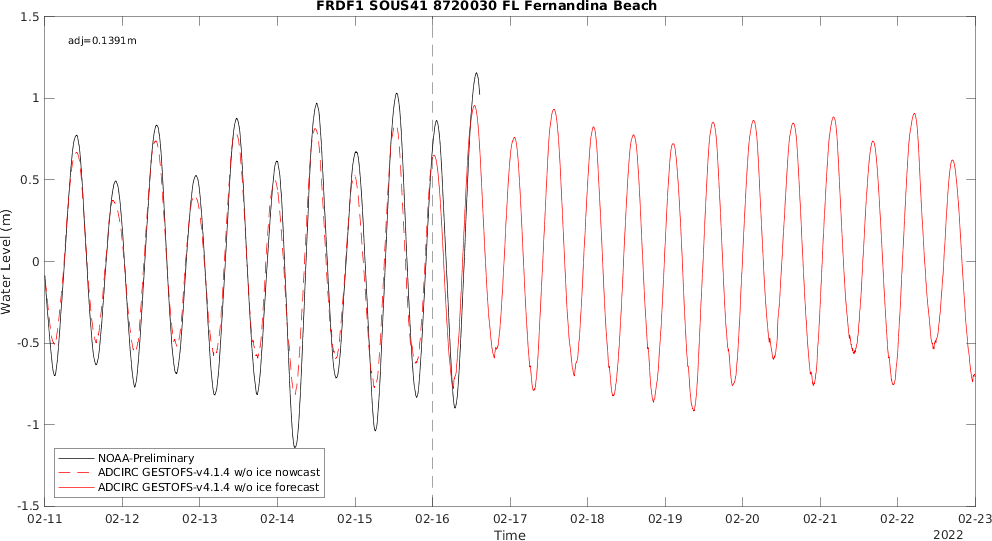 FRDF1 SOUS41 8720030 FL Fernandina Beach
1.5
adj=0.1391m
1
0.5
0
-0.5
-1
-1.5
Water Level (m)
NOAA-Preliminary
ADCIRC GESTOFS-v4.1.4 w/o ice nowcast
ADCIRC GESTOFS-v4.1.4 w/o ice forecast
02-11 02-12 02-13 02-14 02-15 02-16 02-17 02-18 02-19 02-20 02-21 02-22 02-23
Time
2022